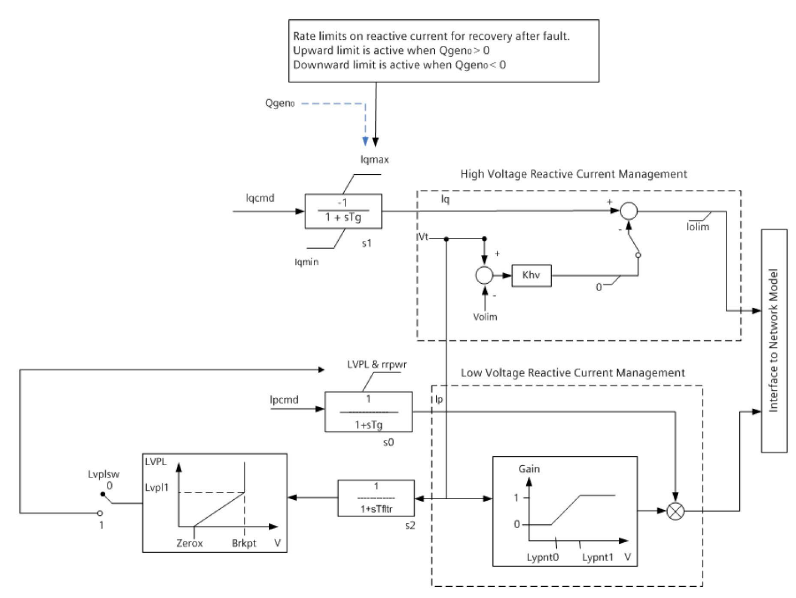 Rate limits on reactive current for recovery after fault.
Upward limit is active when Qgen₀ > 0
Downward limit is active when Qgen₀ < 0
Qgen₀
Iqmax
High Voltage Reactive Current Management
Iqcmd
-1
1 + sTg
Iqmin
s1
Iq
+
-
Iolim
Vt
+
Khv
-
0
Volim
Interface to Network Model
LVPL & rrpwr
Low Voltage Reactive Current Management
Ipcmd
1
1+sTg
s0
Ip
Lvplsw
0
1
LVPL
Lvpl1
Zerox
Brkpt
V
1
1+sTfltr
s2
Gain
1
0
Lypnt0
Lypnt1
V